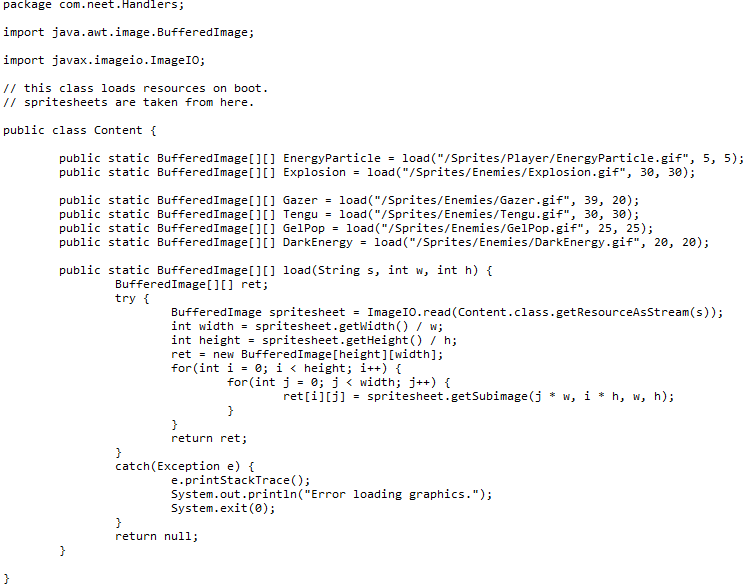 package com.neet.Handlers;
import java.awt.image.BufferedImage;
import javax.imageio.ImageIO;
// this class loads resources on boot.
// spritesheets are taken from here.
public class Content {
public static BufferedImage[][] EnergyParticle = load("/Sprites/Player/EnergyParticle.gif", 5, 5);
public static BufferedImage[][] Explosion = load("/Sprites/Enemies/Explosion.gif", 30, 30);
public static BufferedImage[][] Gazer = load("/Sprites/Enemies/Gazer.gif", 39, 20);
public static BufferedImage[][] Tengu = load("/Sprites/Enemies/Tengu.gif", 30, 30);
public static BufferedImage[][] GelPop = load("/Sprites/Enemies/GelPop.gif", 25, 25);
public static BufferedImage[][] DarkEnergy = load("/Sprites/Enemies/DarkEnergy.gif", 20, 20);
public static BufferedImage[][] load(String s, int w, int h) {
BufferedImage[][] ret;
try {
BufferedImage spritesheet = ImageIO.read(Content.class.getResourceAsStream(s));
int width = spritesheet.getWidth() / w;
int height = spritesheet.getHeight() / h;
ret = new BufferedImage[height][width];
for(int i = 0; i < height; i++) {
for(int j = 0; j < width; j++) {
ret[i][j] = spritesheet.getSubimage(j * w, i * h, w, h);
}
}
return ret;
}
catch(Exception e) {
e.printStackTrace();
System.out.println("Error loading graphics.");
System.exit(0);
}
return null;
}
}